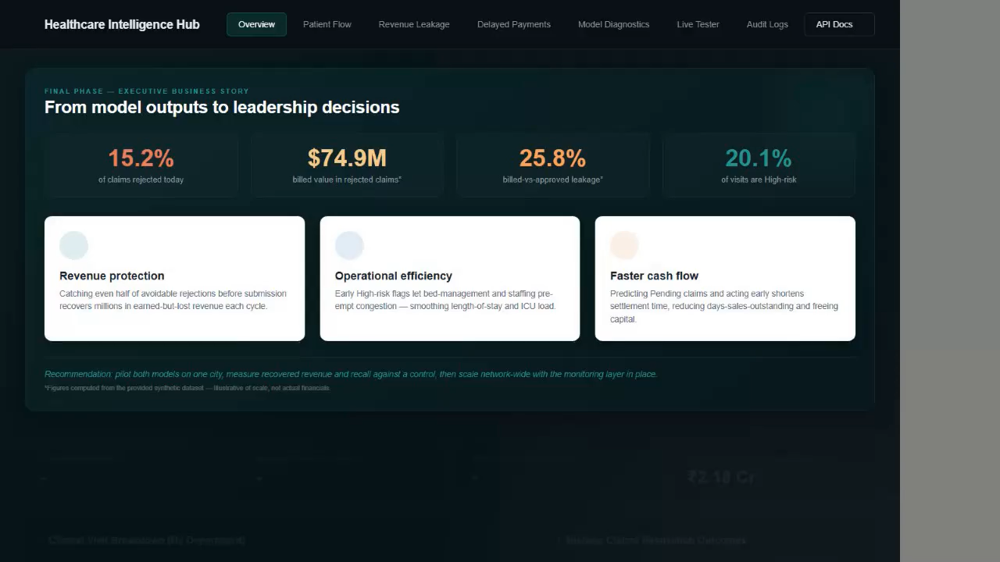 Healthcare Intelligence Hub
Overview
Patient Flow
Revenue Leakage
Delayed Payments
Model Diagnostics
Live Tester
Audit Logs
API Docs
FINAL PHASE — EXECUTIVE BUSINESS STORY
From model outputs to leadership decisions
15.2%
of claims rejected today
$74.9M
billed value in rejected claims*
25.8%
billed-vs-approved leakage*
20.1%
of visits are High-risk
Revenue protection
Catching even half of avoidable rejections before submission
recovers millions in earned-but-lost revenue each cycle.
Operational efficiency
Early High-risk flags let bed-management and staffing pre-
empt congestion — smoothing length-of-stay and ICU load.
Faster cash flow
Predicting Pending claims and acting early shortens
settlement time, reducing days-sales-outstanding and freeing
capital.
Recommendation: pilot both models on one city, measure recovered revenue and recall against a control, then scale network-wide with the monitoring layer in place.
*Figures computed from the provided synthetic dataset — illustrative of scale, not actual financials.
₹2.18 Cr